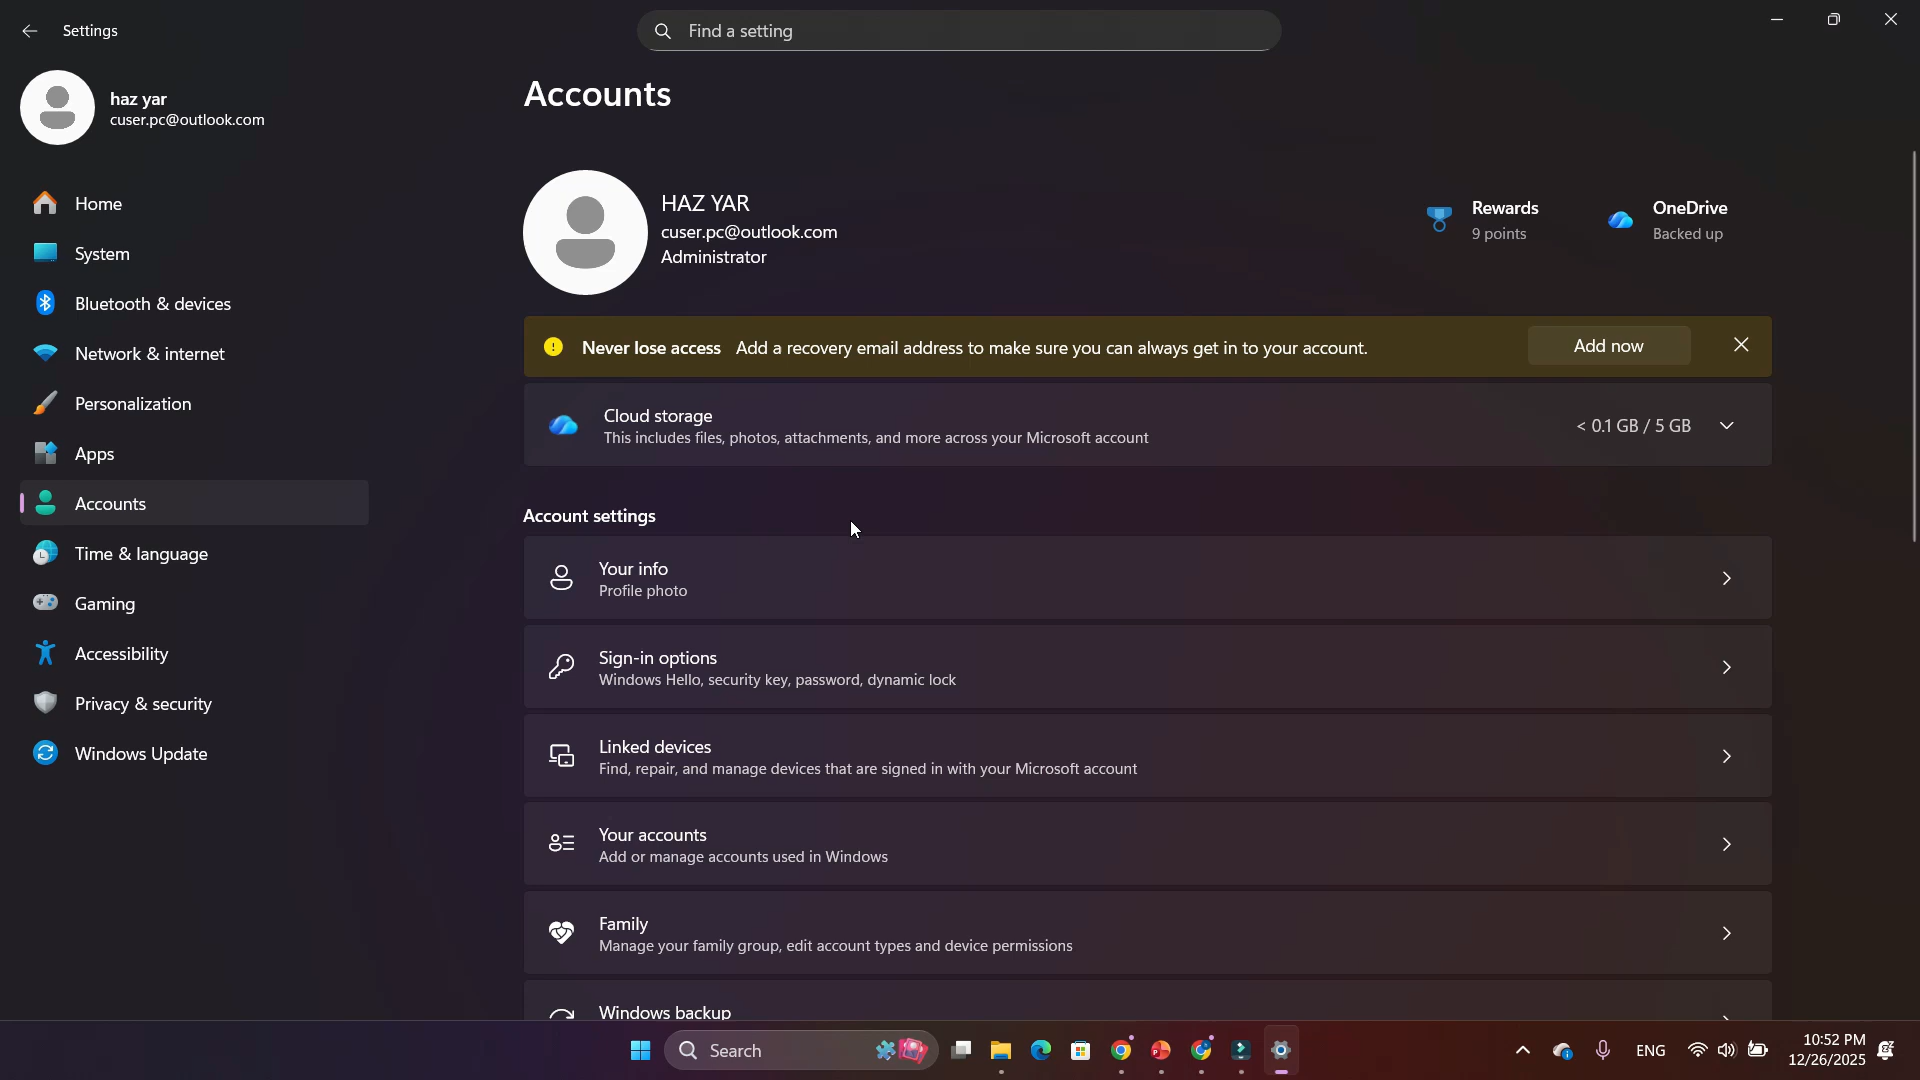 Settings
Find a setting
haz yar
cuser.pc@outlook.com
Home
System
Bluetooth & devices
Network & internet
Personalization
Apps
Accounts
Time & language
Gaming
Accessibility
Privacy & security
Windows Update
Accounts
HAZ YAR
cuser.pc@outlook.com
Administrator
Rewards
9 points
OneDrive
Backed up
Never lose access Add a recovery email address to make sure you can always get in to your account.
Add now
Cloud storage
This includes files, photos, attachments, and more across your Microsoft account
< 0.1 GB / 5 GB
Account settings
Your info
Profile photo
Sign-in options
Windows Hello, security key, password, dynamic lock
Linked devices
Find, repair, and manage devices that are signed in with your Microsoft account
Your accounts
Add or manage accounts used in Windows
Family
Manage your family group, edit account types and device permissions
Windows backup
Search
ENG
10:52 PM
12/26/2025